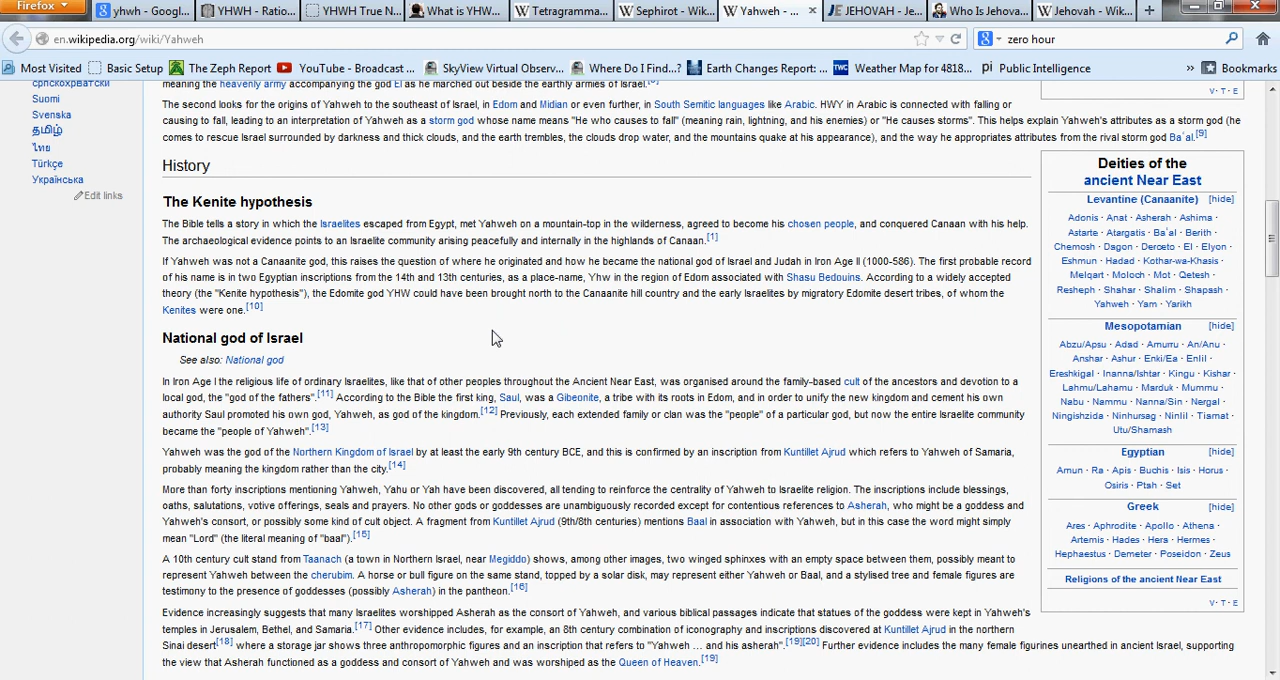 Firefox
yhwh - Googl...
YHWH - Ratio...
YHWH True N...
What is YHW...
Tetragramma...
Sephirot - Wik...
Yahweh - ...
JEHOVAH - Je...
Who Is Jehova...
Jehovah - Wik...
en.wikipedia.org/wiki/Yahweh
zero hour
Most Visited
Basic Setup
The Zeph Report
YouTube - Broadcast ...
SkyView Virtual Observ...
Where Do I Find...?
Earth Changes Report: ...
Weather Map for 4818...
Public Intelligence
Bookmarks
српскохрватски
Suomi
Svenska
தமிழ்
ไทย
Türkçe
Українська
Edit links
meaning the heavenly army accompanying the god El as he marched out beside the earthly armies of Israel.
The second looks for the origins of Yahweh to the southeast of Israel, in Edom and Midian or even further, in South Semitic languages like Arabic. HWY in Arabic is connected with falling or
causing to fall, leading to an interpretation of Yahweh as a storm god whose name means "He who causes to fall" (meaning rain, lightning, and his enemies) or "He causes storms". This helps explain Yahweh's attributes as a storm god (he
comes to rescue Israel surrounded by darkness and thick clouds, and the earth trembles, the clouds drop water, and the mountains quake at his appearance), and the way he appropriates attributes from the rival storm god Baʿal.[9]
History
The Kenite hypothesis
The Bible tells a story in which the Israelites escaped from Egypt, met Yahweh on a mountain-top in the wilderness, agreed to become his chosen people, and conquered Canaan with his help.
The archaeological evidence points to an Israelite community arising peacefully and internally in the highlands of Canaan.[1]
If Yahweh was not a Canaanite god, this raises the question of where he originated and how he became the national god of Israel and Judah in Iron Age II (1000-586). The first probable record
of his name is in two Egyptian inscriptions from the 14th and 13th centuries, as a place-name, Yhw in the region of Edom associated with Shasu Bedouins. According to a widely accepted
theory (the "Kenite hypothesis"), the Edomite god YHW could have been brought north to the Canaanite hill country and the early Israelites by migratory Edomite desert tribes, of whom the
Kenites were one.[10]
National god of Israel
See also: National god
In Iron Age I the religious life of ordinary Israelites, like that of other peoples throughout the Ancient Near East, was organised around the family-based cult of the ancestors and devotion to a
local god, the "god of the fathers".[11] According to the Bible the first king, Saul, was a Gibeonite, a tribe with its roots in Edom, and in order to unify the new kingdom and cement his own
authority Saul promoted his own god, Yahweh, as god of the kingdom.[12] Previously, each extended family or clan was the "people" of a particular god, but now the entire Israelite community
became the "people of Yahweh".[13]
Yahweh was the god of the Northern Kingdom of Israel by at least the early 9th century BCE, and this is confirmed by an inscription from Kuntillet Ajrud which refers to Yahweh of Samaria,
probably meaning the kingdom rather than the city.[14]
More than forty inscriptions mentioning Yahweh, Yahu or Yah have been discovered, all tending to reinforce the centrality of Yahweh to Israelite religion. The inscriptions include blessings,
oaths, salutations, votive offerings, seals and prayers. No other gods or goddesses are unambiguously recorded except for contentious references to Asherah, who might be a goddess and
Yahweh's consort, or possibly some kind of cult object. A fragment from Kuntillet Ajrud (9th/8th centuries) mentions Baal in association with Yahweh, but in this case the word might simply
mean "Lord" (the literal meaning of "baal").[15]
A 10th century cult stand from Taanach (a town in Northern Israel, near Megiddo) shows, among other images, two winged sphinxes with an empty space between them, possibly meant to
represent Yahweh between the cherubim. A horse or bull figure on the same stand, topped by a solar disk, may represent either Yahweh or Baal, and a stylised tree and female figures are
testimony to the presence of goddesses (possibly Asherah) in the pantheon.[16]
Evidence increasingly suggests that many Israelites worshipped Asherah as the consort of Yahweh, and various biblical passages indicate that statues of the goddess were kept in Yahweh's
temples in Jerusalem, Bethel, and Samaria.[17] Other evidence includes, for example, an 8th century combination of iconography and inscriptions discovered at Kuntillet Ajrud in the northern
Sinai desert[18] where a storage jar shows three anthropomorphic figures and an inscription that refers to "Yahweh ... and his asherah".[19][20] Further evidence includes the many female figurines unearthed in ancient Israel, supporting
the view that Asherah functioned as a goddess and consort of Yahweh and was worshiped as the Queen of Heaven.[19]
V · T · E
Deities of the
ancient Near East
Levantine (Canaanite) [hide]
Adonis · Anat · Asherah · Ashima ·
Astarte · Atargatis · Baʿal · Berith ·
Chemosh · Dagon · Derceto · El · Elyon ·
Eshmun · Hadad · Kothar-wa-Khasis ·
Melqart · Moloch · Mot · Qetesh ·
Resheph · Shahar · Shalim · Shapash ·
Yahweh · Yam · Yarikh
Mesopotamian [hide]
Abzu/Apsu · Adad · Amurru · An/Anu ·
Anshar · Ashur · Enki/Ea · Enlil ·
Ereshkigal · Inanna/Ishtar · Kingu · Kishar ·
Lahmu/Lahamu · Marduk · Mummu ·
Nabu · Nammu · Nanna/Sin · Nergal ·
Ningishzida · Ninhursag · Ninlil · Tiamat ·
Utu/Shamash
Egyptian [hide]
Amun · Ra · Apis · Buchis · Isis · Horus ·
Osiris · Ptah · Set
Greek [hide]
Ares · Aphrodite · Apollo · Athena ·
Artemis · Hades · Hera · Hermes ·
Hephaestus · Demeter · Poseidon · Zeus
Religions of the ancient Near East
V · T · E